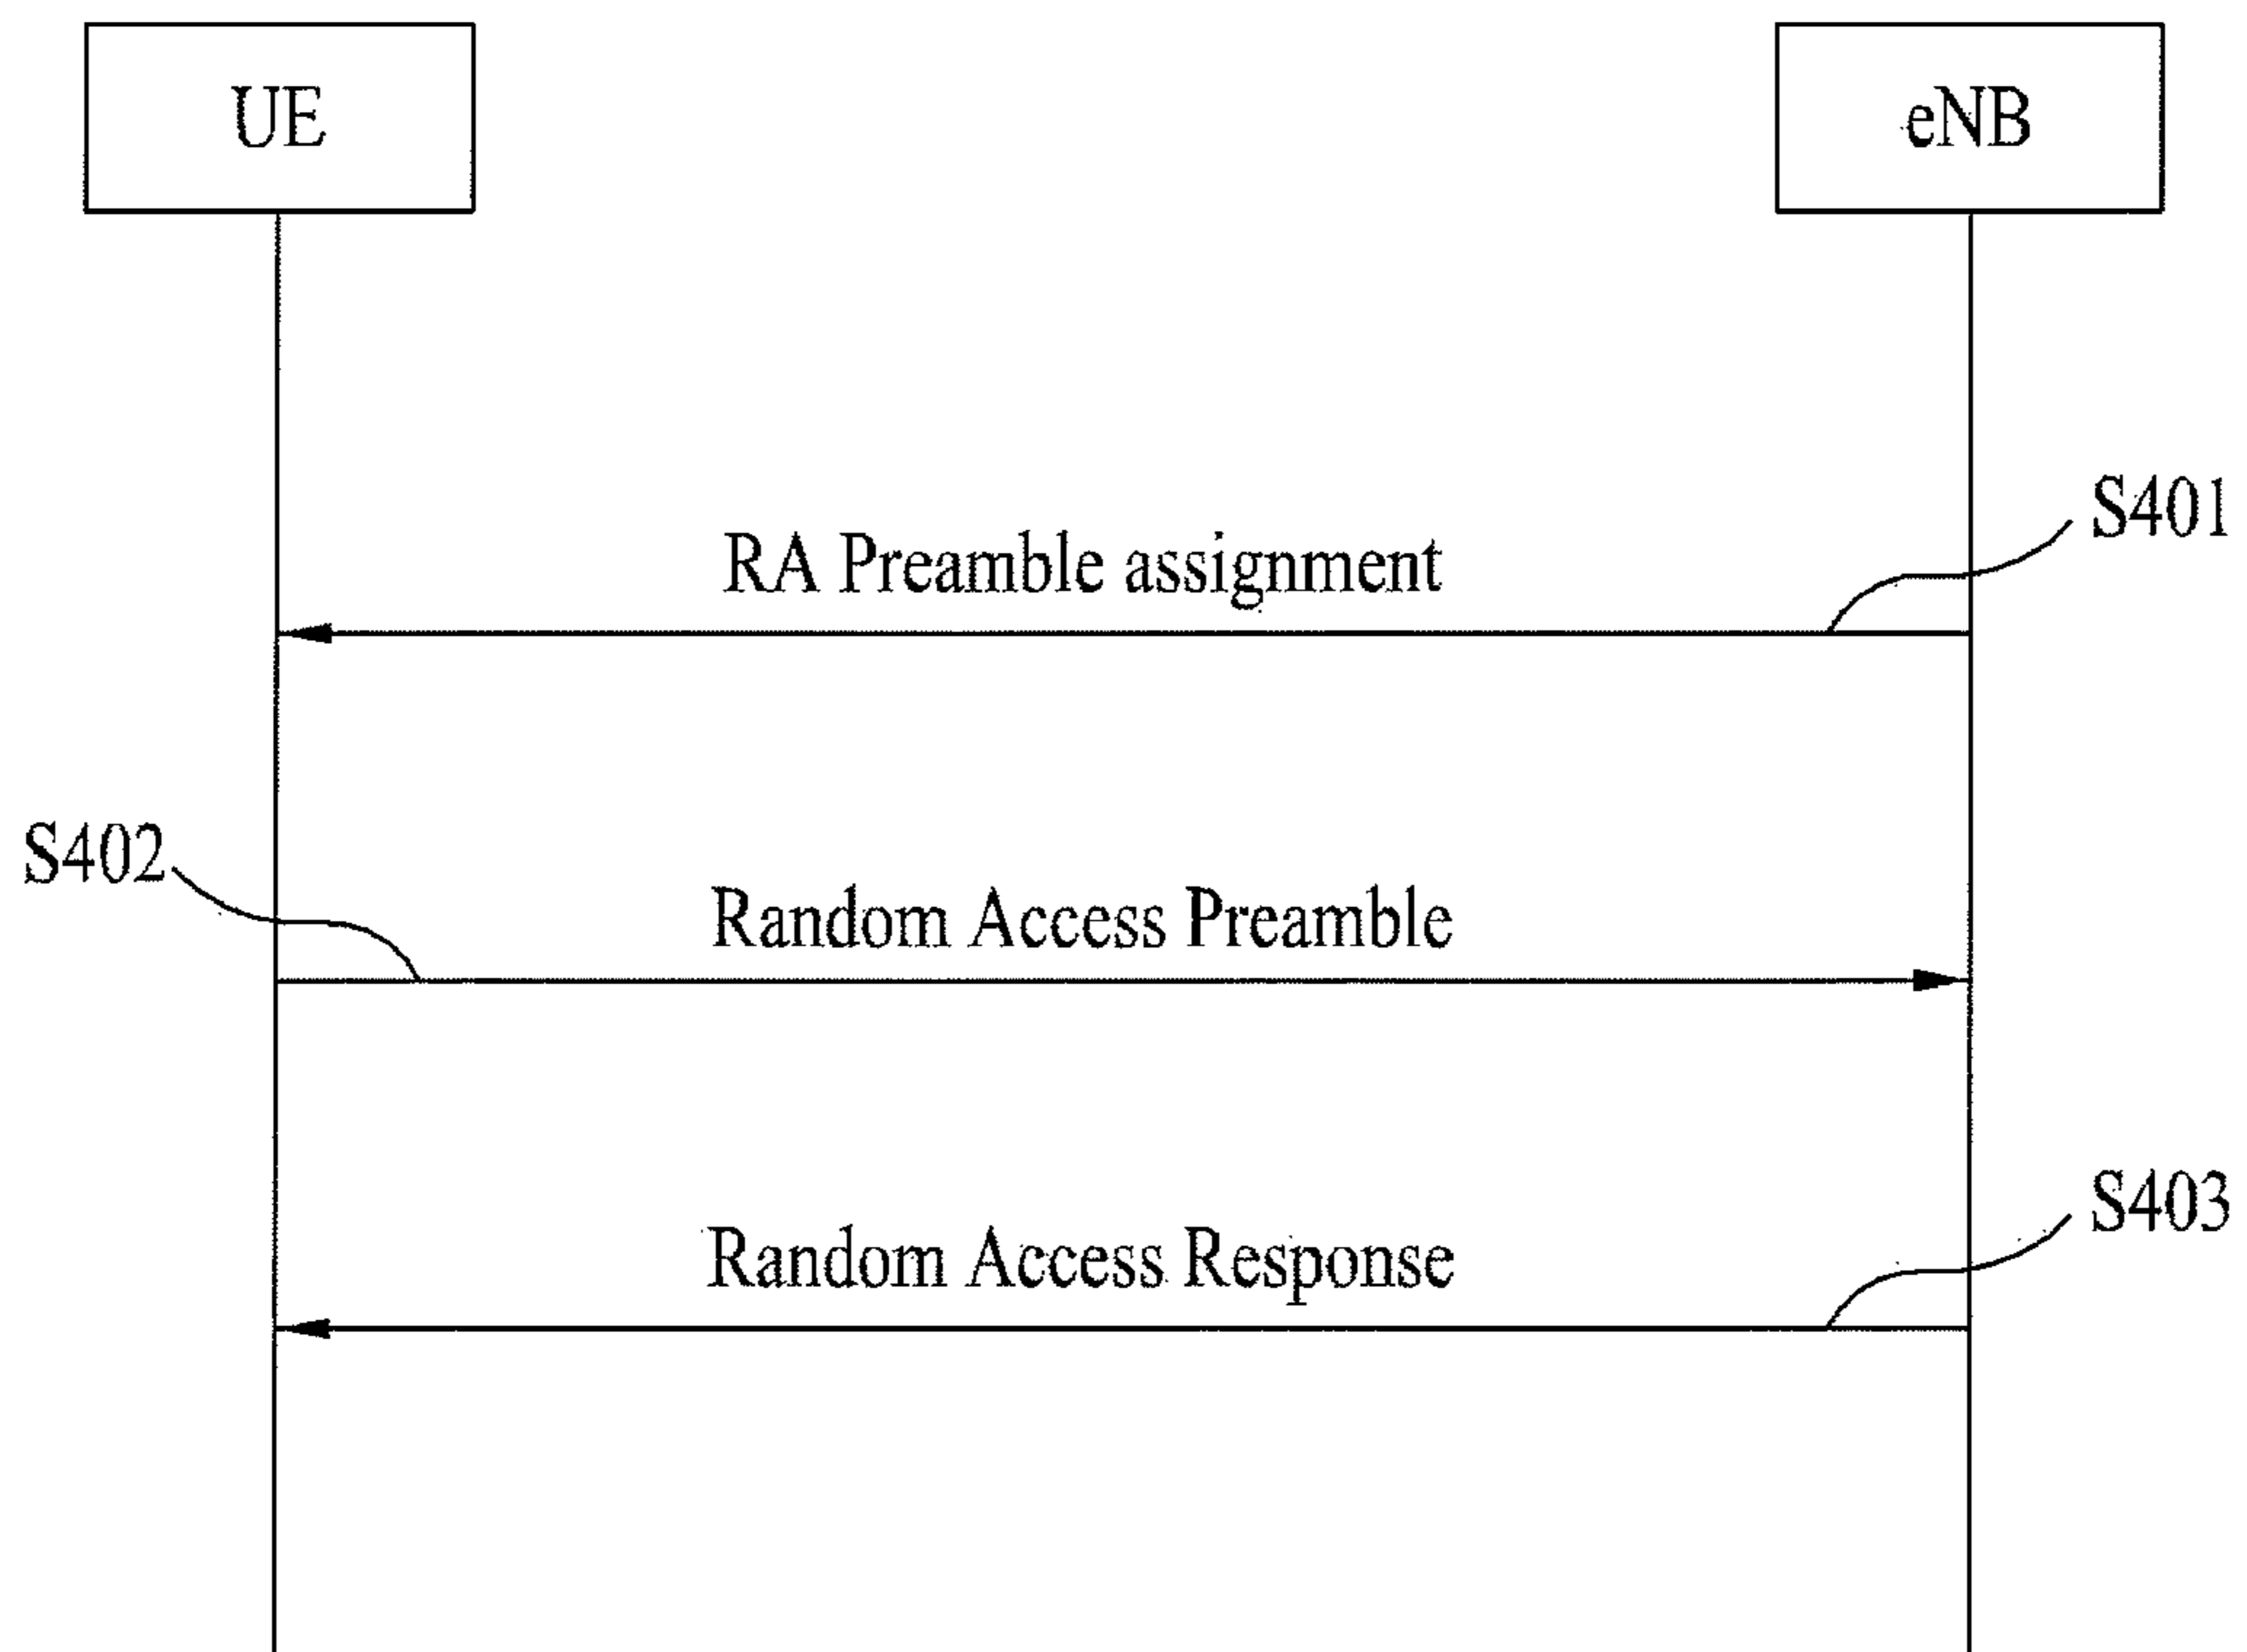 UE
eNB
S401
RA Preamble assignment
S402
Random Access Preamble
S403
Random Access Response